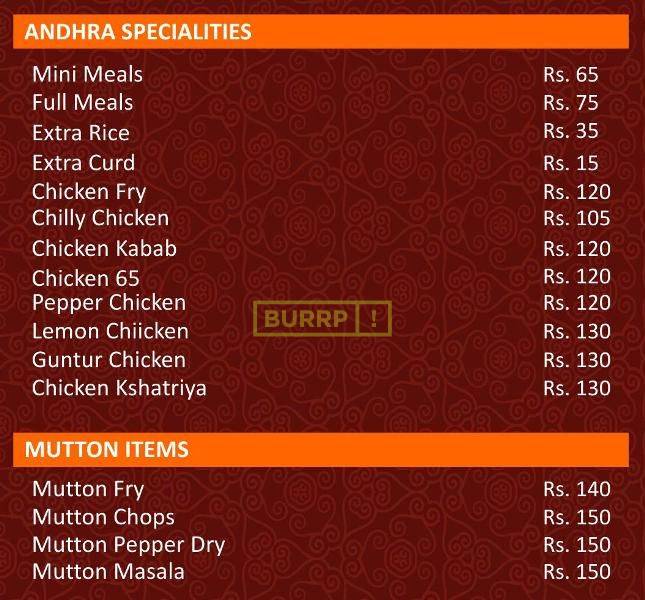 ANDHRA SPECIALITIES
Mini Meals Rs. 65
Full Meals Rs. 75
Extra Rice Rs. 35
Extra Curd Rs. 15
Chicken Fry Rs. 120
Chilly Chicken Rs. 105
Chicken Kabab Rs. 120
Chicken 65 Rs. 120
Pepper Chicken Rs. 120
BURRP!
Lemon Chiicken Rs. 130
Guntur Chicken Rs. 130
Chicken Kshatriya Rs. 130
MUTTON ITEMS
Mutton Fry Rs. 140
Mutton Chops Rs. 150
Mutton Pepper Dry Rs. 150
Mutton Masala Rs. 150